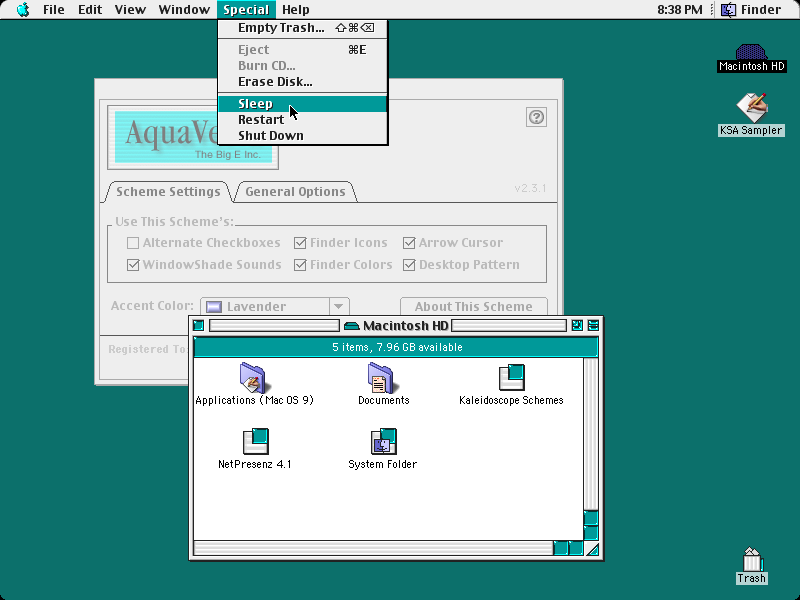 File Edit View Window Special Help 8:38 PM Finder
Empty Trash... ⇧⌘⌫
Eject ⌘E
Burn CD...
Erase Disk...
Sleep
Restart
Shut Down
Macintosh HD
KSA Sampler
AquaVe
The Big E Inc.
?
Scheme Settings General Options v2.3.1
Use This Scheme's:
Alternate Checkboxes Finder Icons Arrow Cursor
WindowShade Sounds Finder Colors Desktop Pattern
Accent Color: Lavender About This Scheme
Registered To
Macintosh HD
5 items, 7.96 GB available
Applications (Mac OS 9) Documents Kaleidoscope Schemes
NetPresenz 4.1 System Folder
Trash